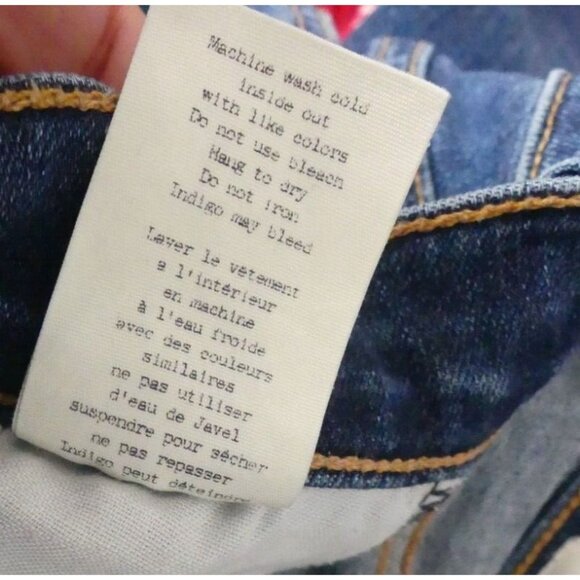 Machine wash cold
inside out
with like colors
Do not use bleach
Hang to dry
Do not iron
Indigo may bleed
Laver le vêtement
a l'intérieur
en machine
à l'eau froide
avec des couleurs
similaires
ne pas utiliser
d'eau de Javel
suspendre pour sécher
ne pas repasser
Indigo peut déteindre